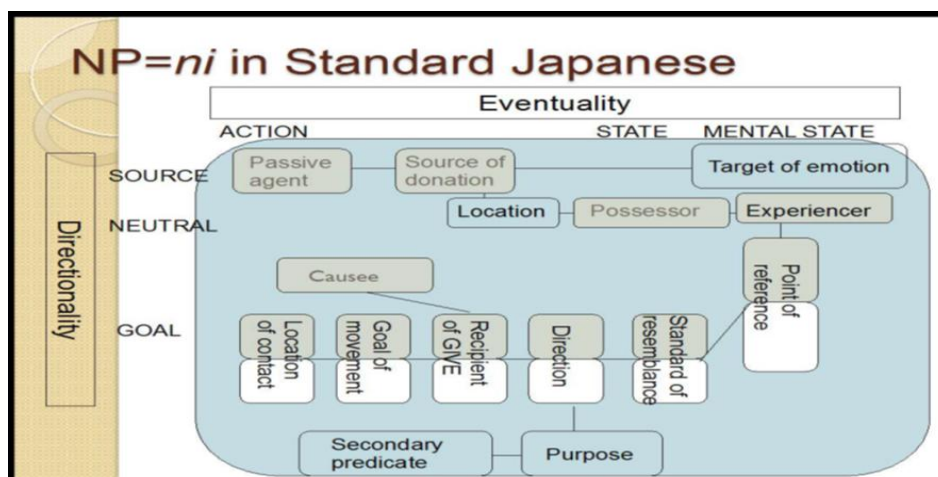 NP=ni in Standard Japanese
Eventuality
ACTION STATE MENTAL STATE
Directionality
SOURCE
Passive
agent
Source of
donation
Target of emotion
NEUTRAL
Location
Possessor
Experiencer
Causee
Point of
reference
GOAL
Location
of contact
Goal of
movement
Recipient
of GIVE
Direction
Standard of
resemblance
Secondary
predicate
Purpose